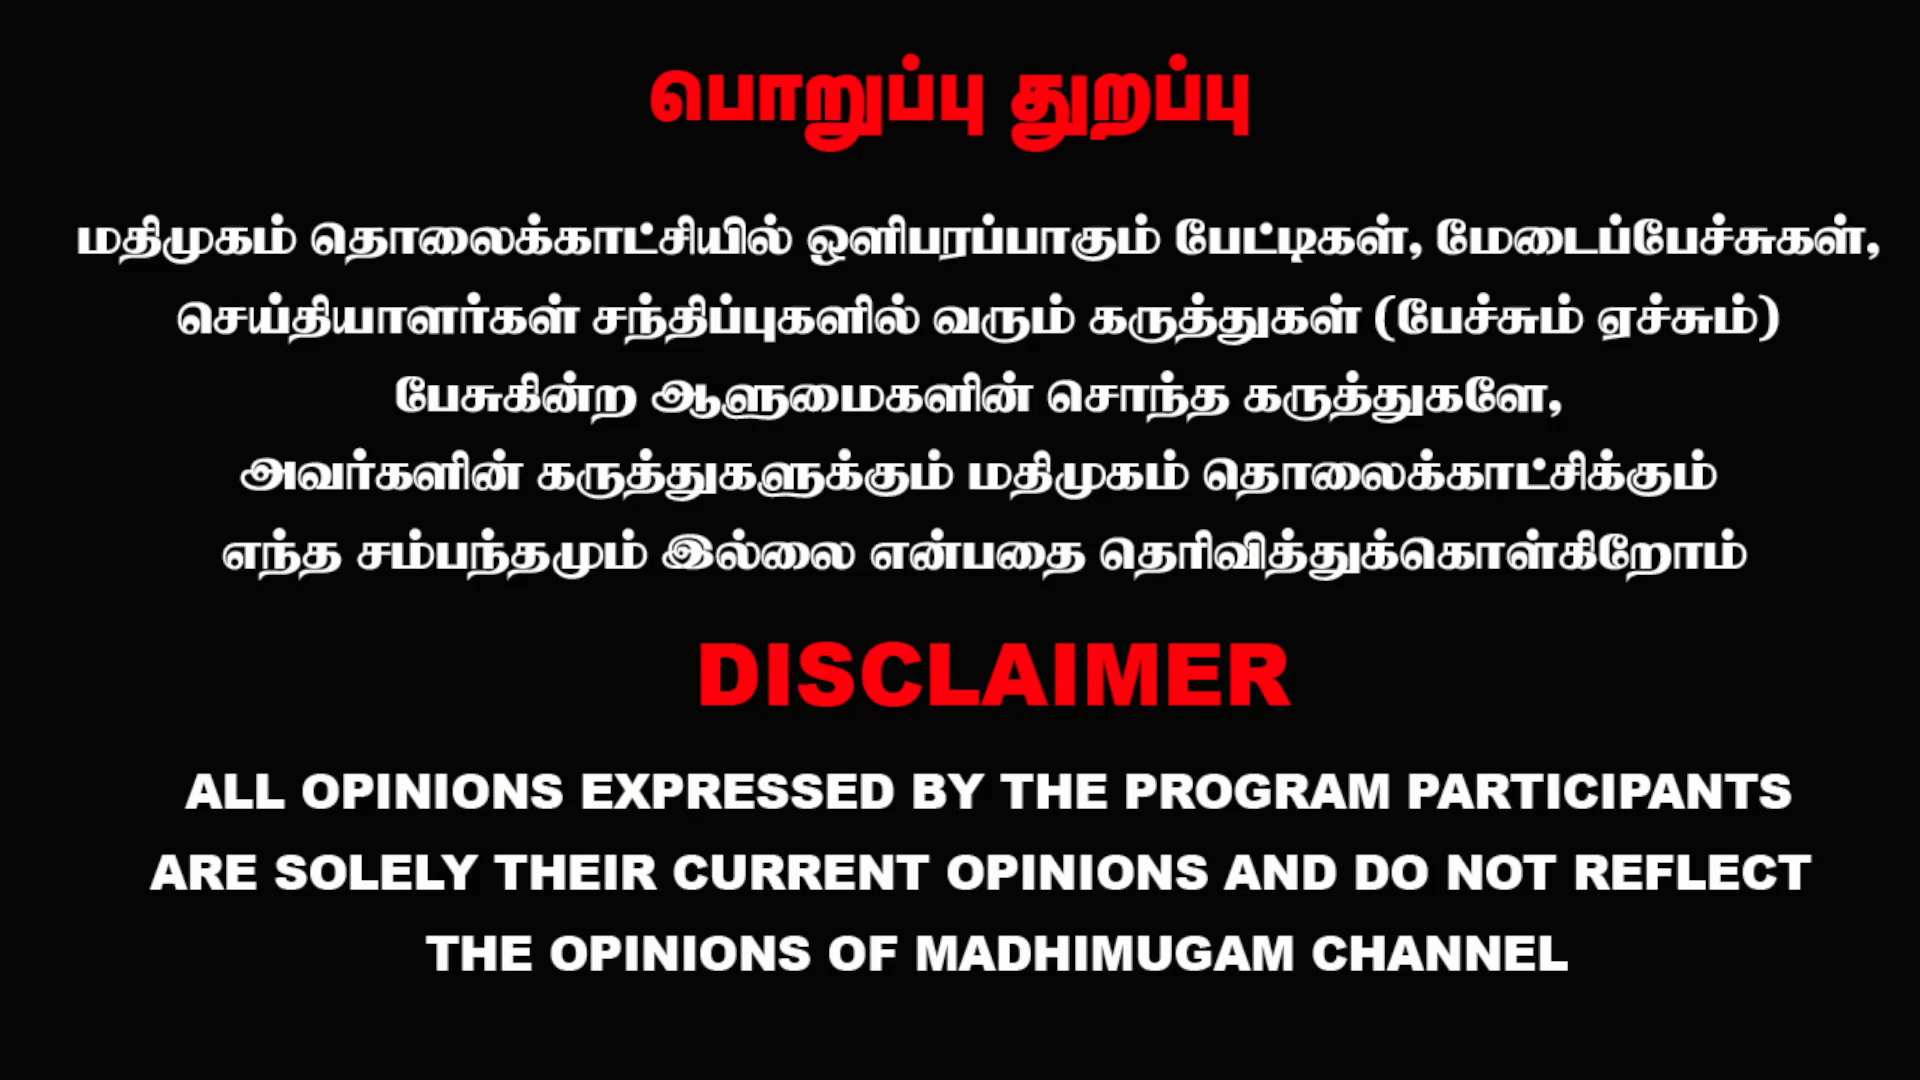 பொறுப்பு துறப்பு
மதிமுகம் தொலைக்காட்சியில் ஒளிபரப்பாகும் பேட்டிகள், மேடைப்பேச்சுகள்,
செய்தியாளர்கள் சந்திப்புகளில் வரும் கருத்துகள் (பேச்சும் ஏச்சும்)
பேசுகின்ற ஆளுமைகளின் சொந்த கருத்துகளே,
அவர்களின் கருத்துகளுக்கும் மதிமுகம் தொலைக்காட்சிக்கும்
எந்த சம்பந்தமும் இல்லை என்பதை தெரிவித்துக்கொள்கிறோம்
DISCLAIMER
ALL OPINIONS EXPRESSED BY THE PROGRAM PARTICIPANTS
ARE SOLELY THEIR CURRENT OPINIONS AND DO NOT REFLECT
THE OPINIONS OF MADHIMUGAM CHANNEL